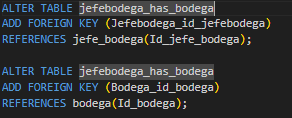 ALTER TABLE jefebodega_has_bodega
ADD FOREIGN KEY (Jefebodega_id_jefebodega)
REFERENCES jefe_bodega(Id_jefebodega);
ALTER TABLE jefebodega_has_bodega
ADD FOREIGN KEY (Bodega_id_bodega)
REFERENCES bodega(Id_bodega);